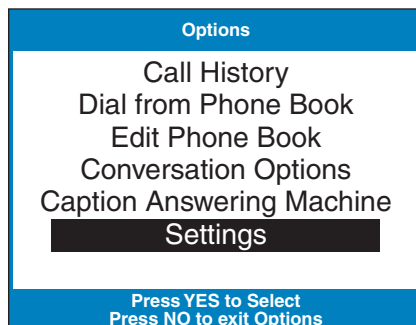 Options
Call History
Dial from Phone Book
Edit Phone Book
Conversation Options
Caption Answering Machine
Settings
Press YES to Select
Press NO to exit Options